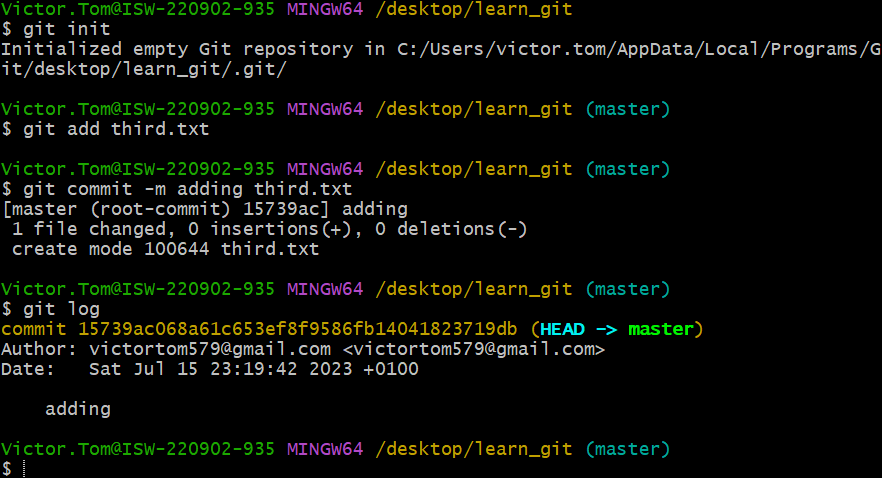 Victor.Tom@ISW-220902-935 MINGW64 /desktop/learn_git
$ git init
Initialized empty Git repository in C:/Users/victor.tom/AppData/Local/Programs/G
it/desktop/learn_git/.git/
Victor.Tom@ISW-220902-935 MINGW64 /desktop/learn_git (master)
$ git add third.txt
Victor.Tom@ISW-220902-935 MINGW64 /desktop/learn_git (master)
$ git commit -m adding third.txt
[master (root-commit) 15739ac] adding
 1 file changed, 0 insertions(+), 0 deletions(-)
 create mode 100644 third.txt
Victor.Tom@ISW-220902-935 MINGW64 /desktop/learn_git (master)
$ git log
commit 15739ac068a61c653ef8f9586fb14041823719db (HEAD -> master)
Author: victortom579@gmail.com <victortom579@gmail.com>
Date:   Sat Jul 15 23:19:42 2023 +0100
    adding
Victor.Tom@ISW-220902-935 MINGW64 /desktop/learn_git (master)
$